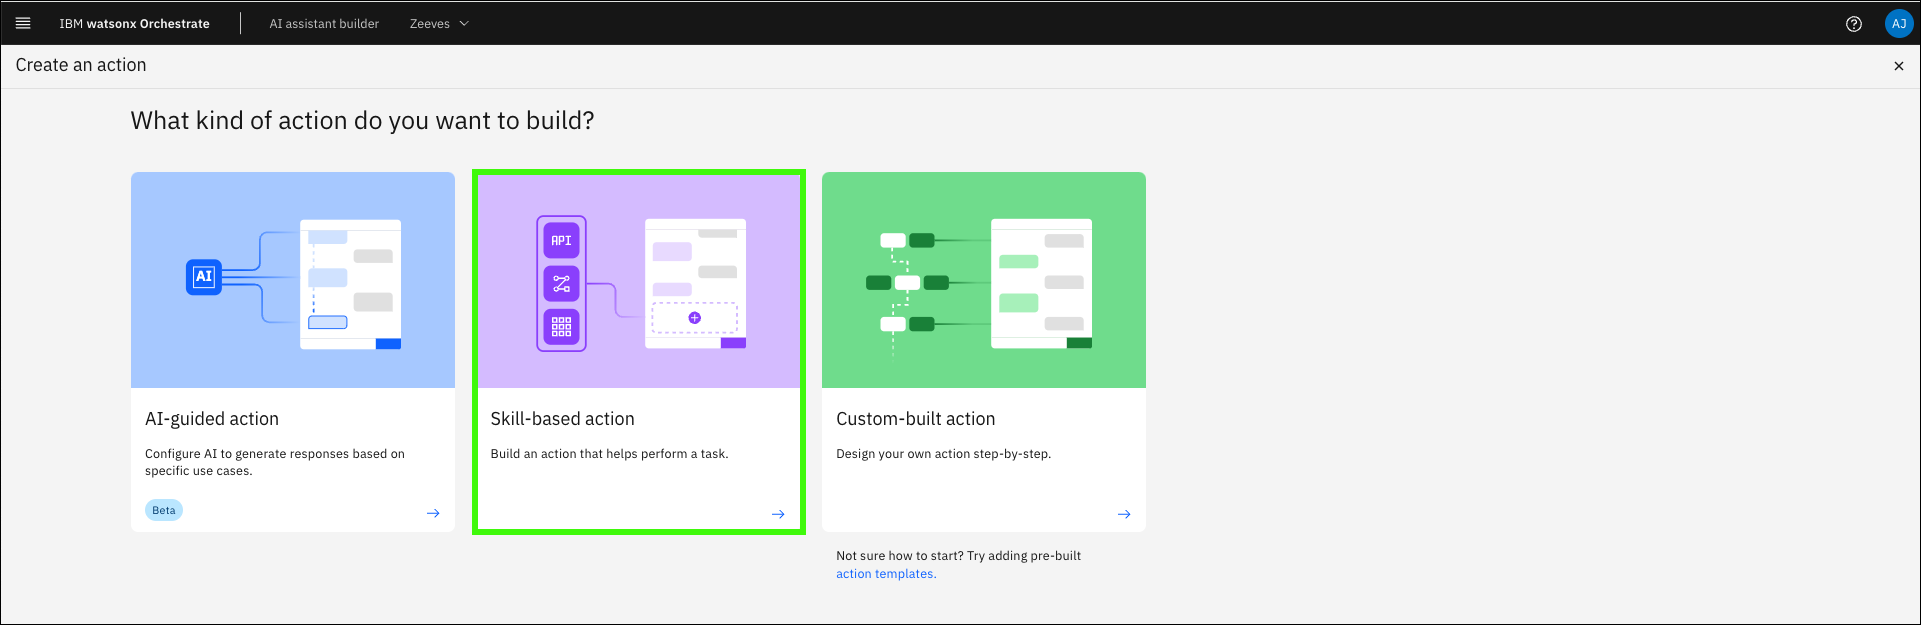 IBM watsonx Orchestrate
AI assistant builder
Zeeves
AJ
Create an action
What kind of action do you want to build?
AI
AI-guided action
Configure AI to generate responses based on
specific use cases.
Beta
API
Skill-based action
Build an action that helps perform a task.
Custom-built action
Design your own action step-by-step.
Not sure how to start? Try adding pre-built
action templates.